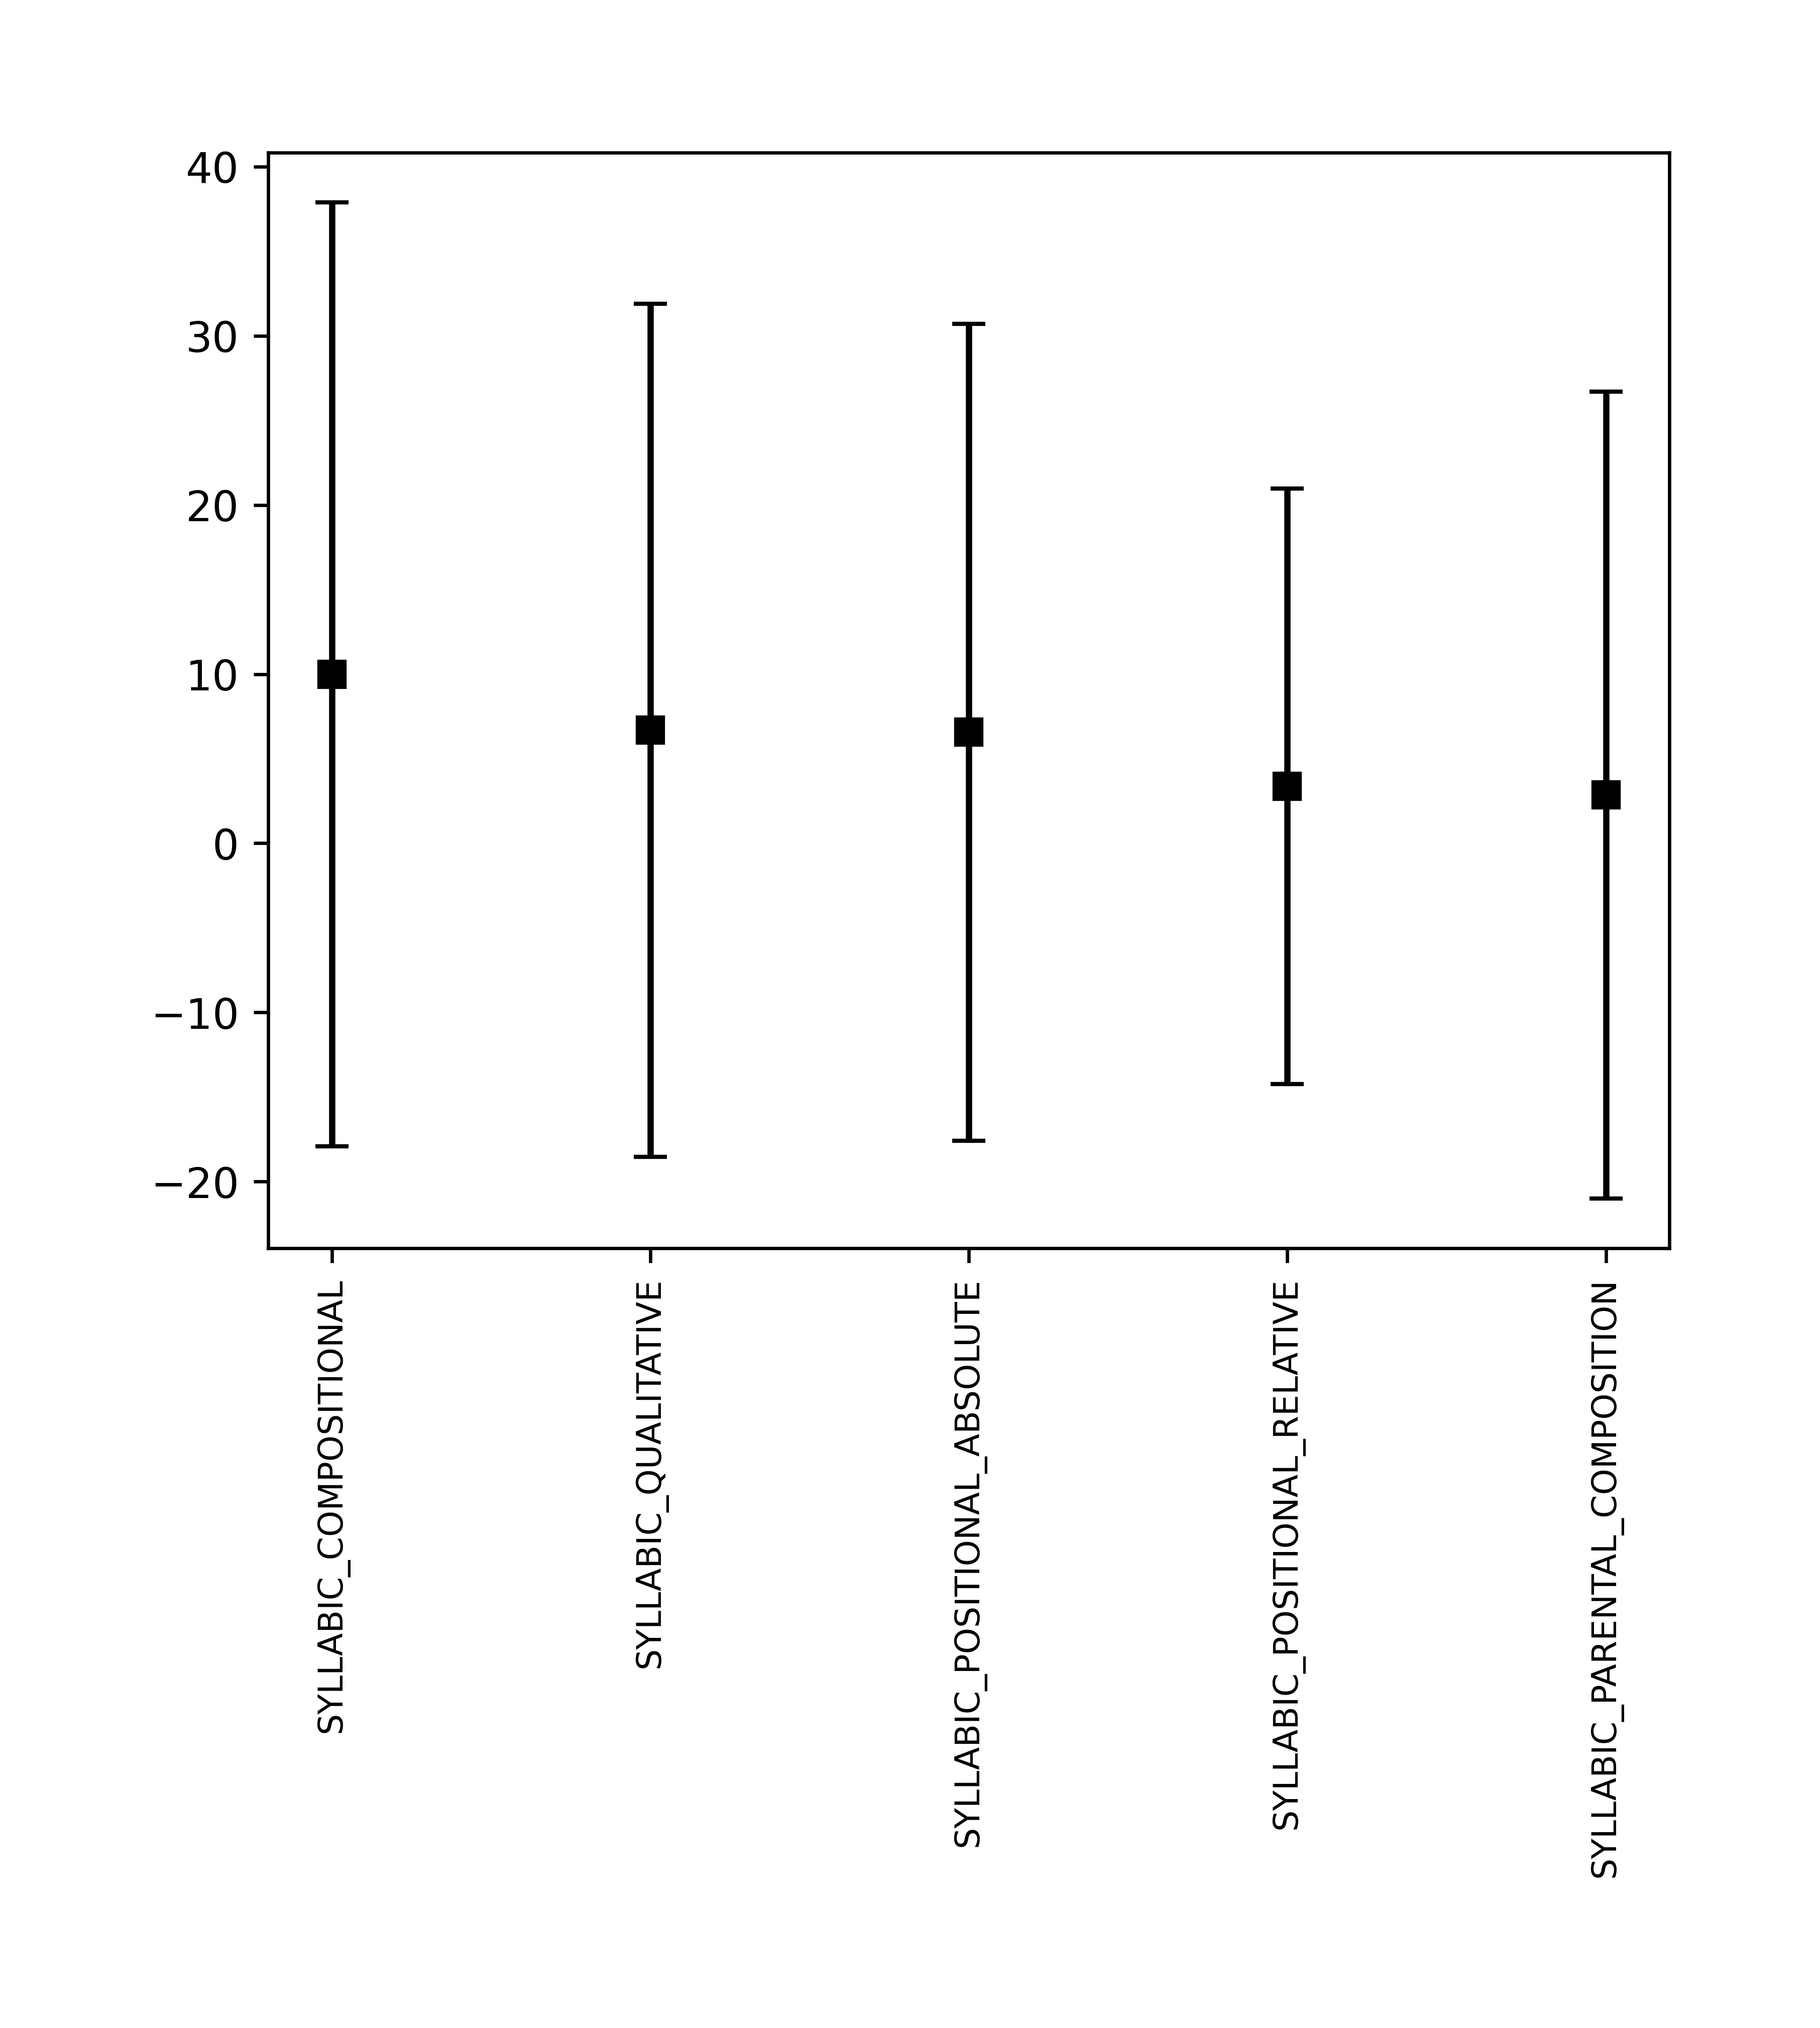 40
30
20
10
0
−10
−20
SYLLABIC_COMPOSITIONAL
SYLLABIC_QUALITATIVE
SYLLABIC_POSITIONAL_ABSOLUTE
SYLLABIC_POSITIONAL_RELATIVE
SYLLABIC_PARENTAL_COMPOSITION